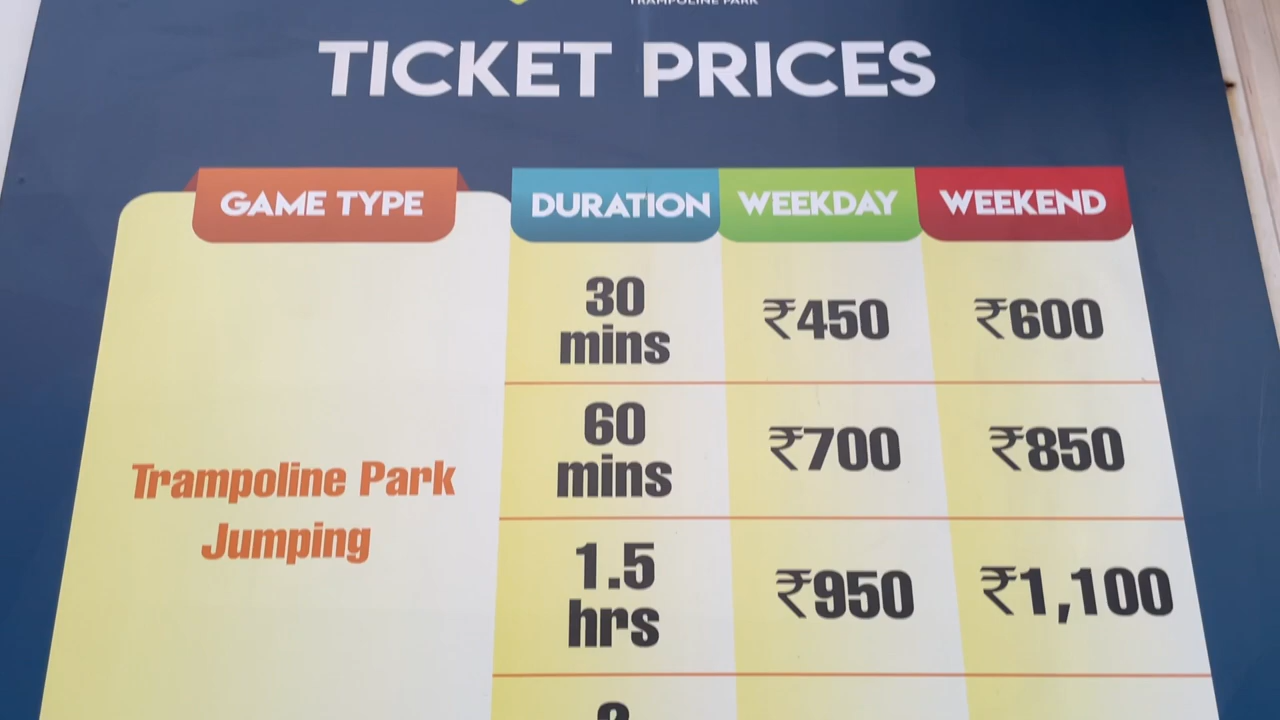 TRAMPOLINE PARK
TICKET PRICES
GAME TYPE DURATION WEEKDAY WEEKEND
30 mins ₹450 ₹600
60 mins ₹700 ₹850
Trampoline Park Jumping
1.5 hrs ₹950 ₹1,100